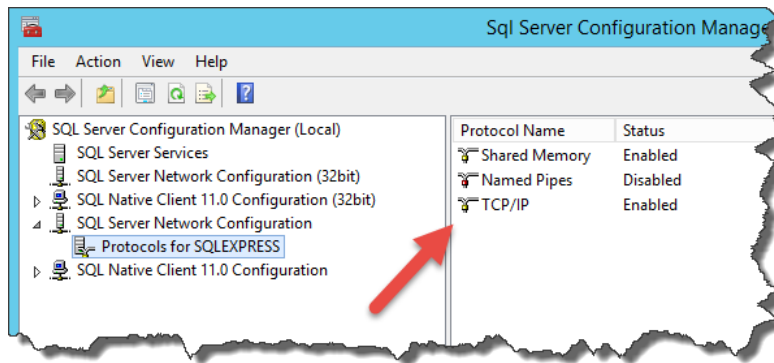 Sql Server Configuration Manage
File Action View Help
SQL Server Configuration Manager (Local)
SQL Server Services
SQL Server Network Configuration (32bit)
SQL Native Client 11.0 Configuration (32bit)
SQL Server Network Configuration
Protocols for SQLEXPRESS
SQL Native Client 11.0 Configuration
Protocol Name Status
Shared Memory Enabled
Named Pipes Disabled
TCP/IP Enabled